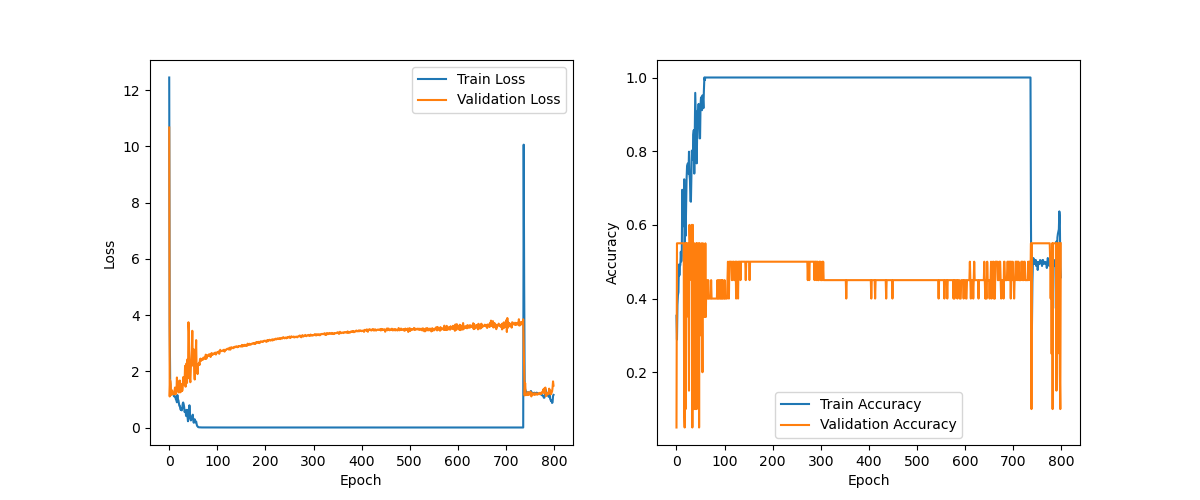 Train Loss
Validation Loss
12
10
8
6
4
2
0
Loss
0 100 200 300 400 500 600 700 800
Epoch
1.0
0.8
0.6
0.4
0.2
Accuracy
Train Accuracy
Validation Accuracy
0 100 200 300 400 500 600 700 800
Epoch